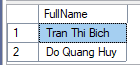 FullName
1 Tran Thi Bich
2 Do Quang Huy